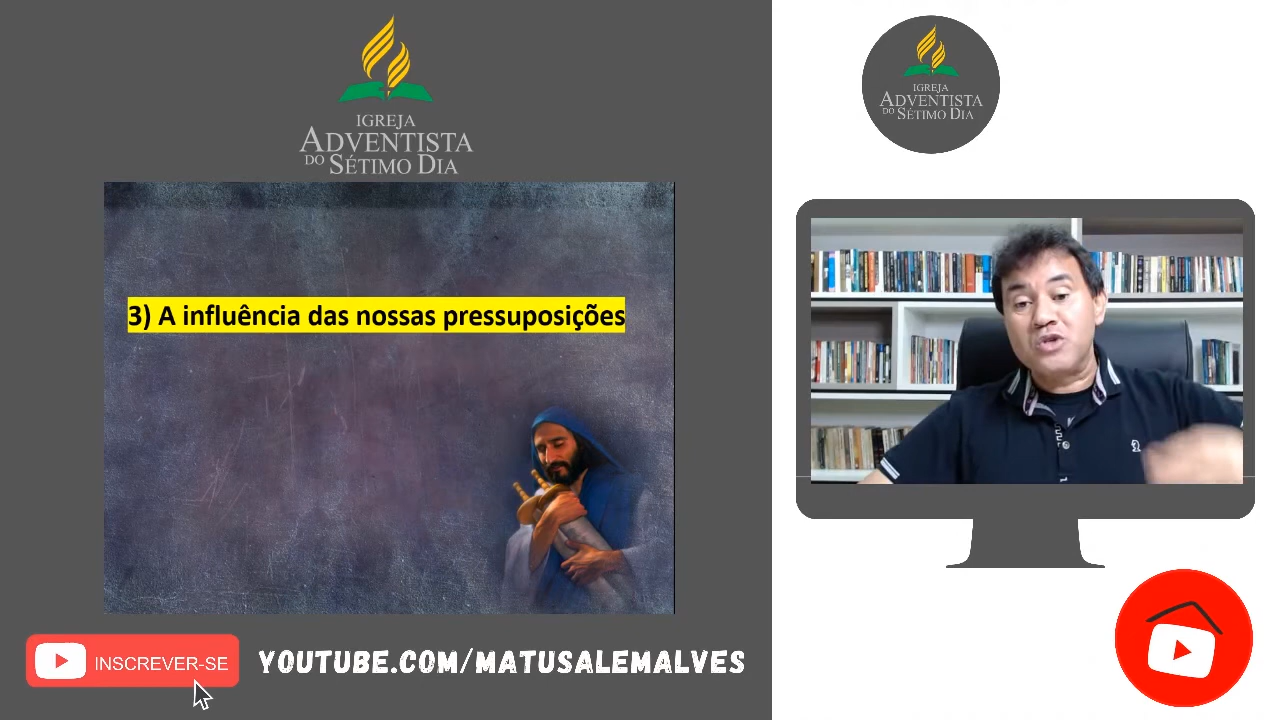 IGREJA
ADVENTISTA
DO SÉTIMO DIA
3) A influência das nossas pressuposições
INSCREVER-SE
YOUTUBE.COM/MATUSALEMALVES
IGREJA
ADVENTISTA
DO SÉTIMO DIA